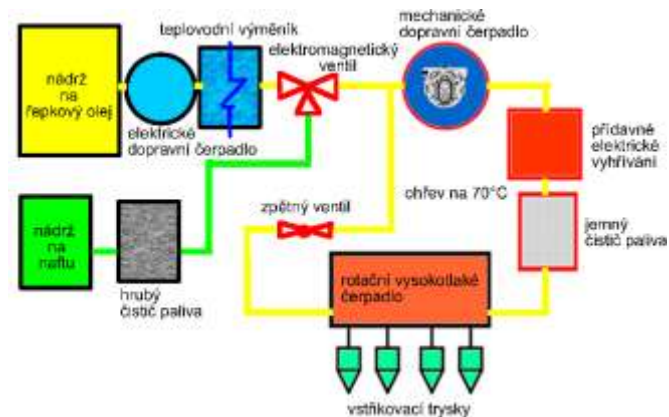 teplovodní výměník
mechanické
dopravní čerpadlo
elektromagnetický
ventil
nádrž
na
řepkový olej
elektrické
dopravní čerpadlo
přídavné
elektrické
vyhřívání
ohřev na 70°C
zpětný ventil
jemný
čistič paliva
nádrž
na
naftu
hrubý
čistič paliva
rotační vysokotlaké
čerpadlo
vstřikovací trysky